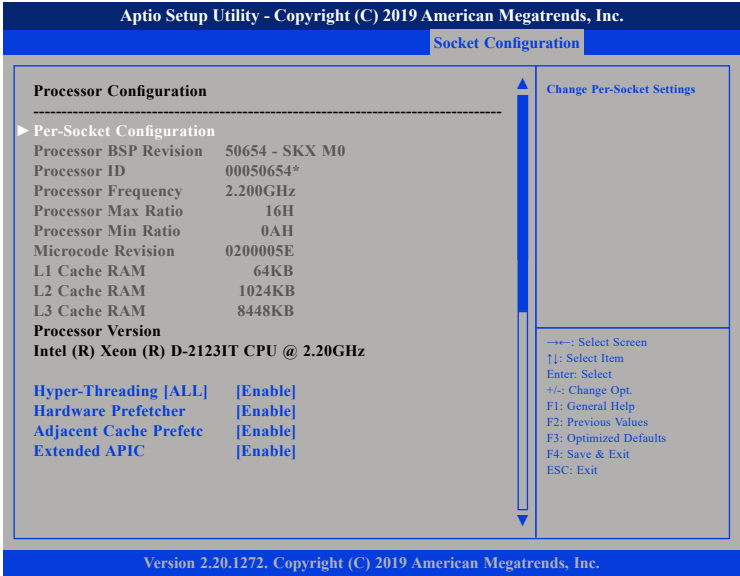 Aptio Setup Utility - Copyright (C) 2019 American Megatrends, Inc.
Socket Configuration
Processor Configuration
--------------------------------------------------------------------------------
► Per-Socket Configuration
Processor BSP Revision 50654 - SKX M0
Processor ID 00050654*
Processor Frequency 2.200GHz
Processor Max Ratio 16H
Processor Min Ratio 0AH
Microcode Revision 0200005E
L1 Cache RAM 64KB
L2 Cache RAM 1024KB
L3 Cache RAM 8448KB
Processor Version
Intel (R) Xeon (R) D-2123IT CPU @ 2.20GHz
Hyper-Threading [ALL] [Enable]
Hardware Prefetcher [Enable]
Adjacent Cache Prefetc [Enable]
Extended APIC [Enable]
Change Per-Socket Settings
→←: Select Screen
↑↓: Select Item
Enter: Select
+/-: Change Opt.
F1: General Help
F2: Previous Values
F3: Optimized Defaults
F4: Save & Exit
ESC: Exit
Version 2.20.1272. Copyright (C) 2019 American Megatrends, Inc.